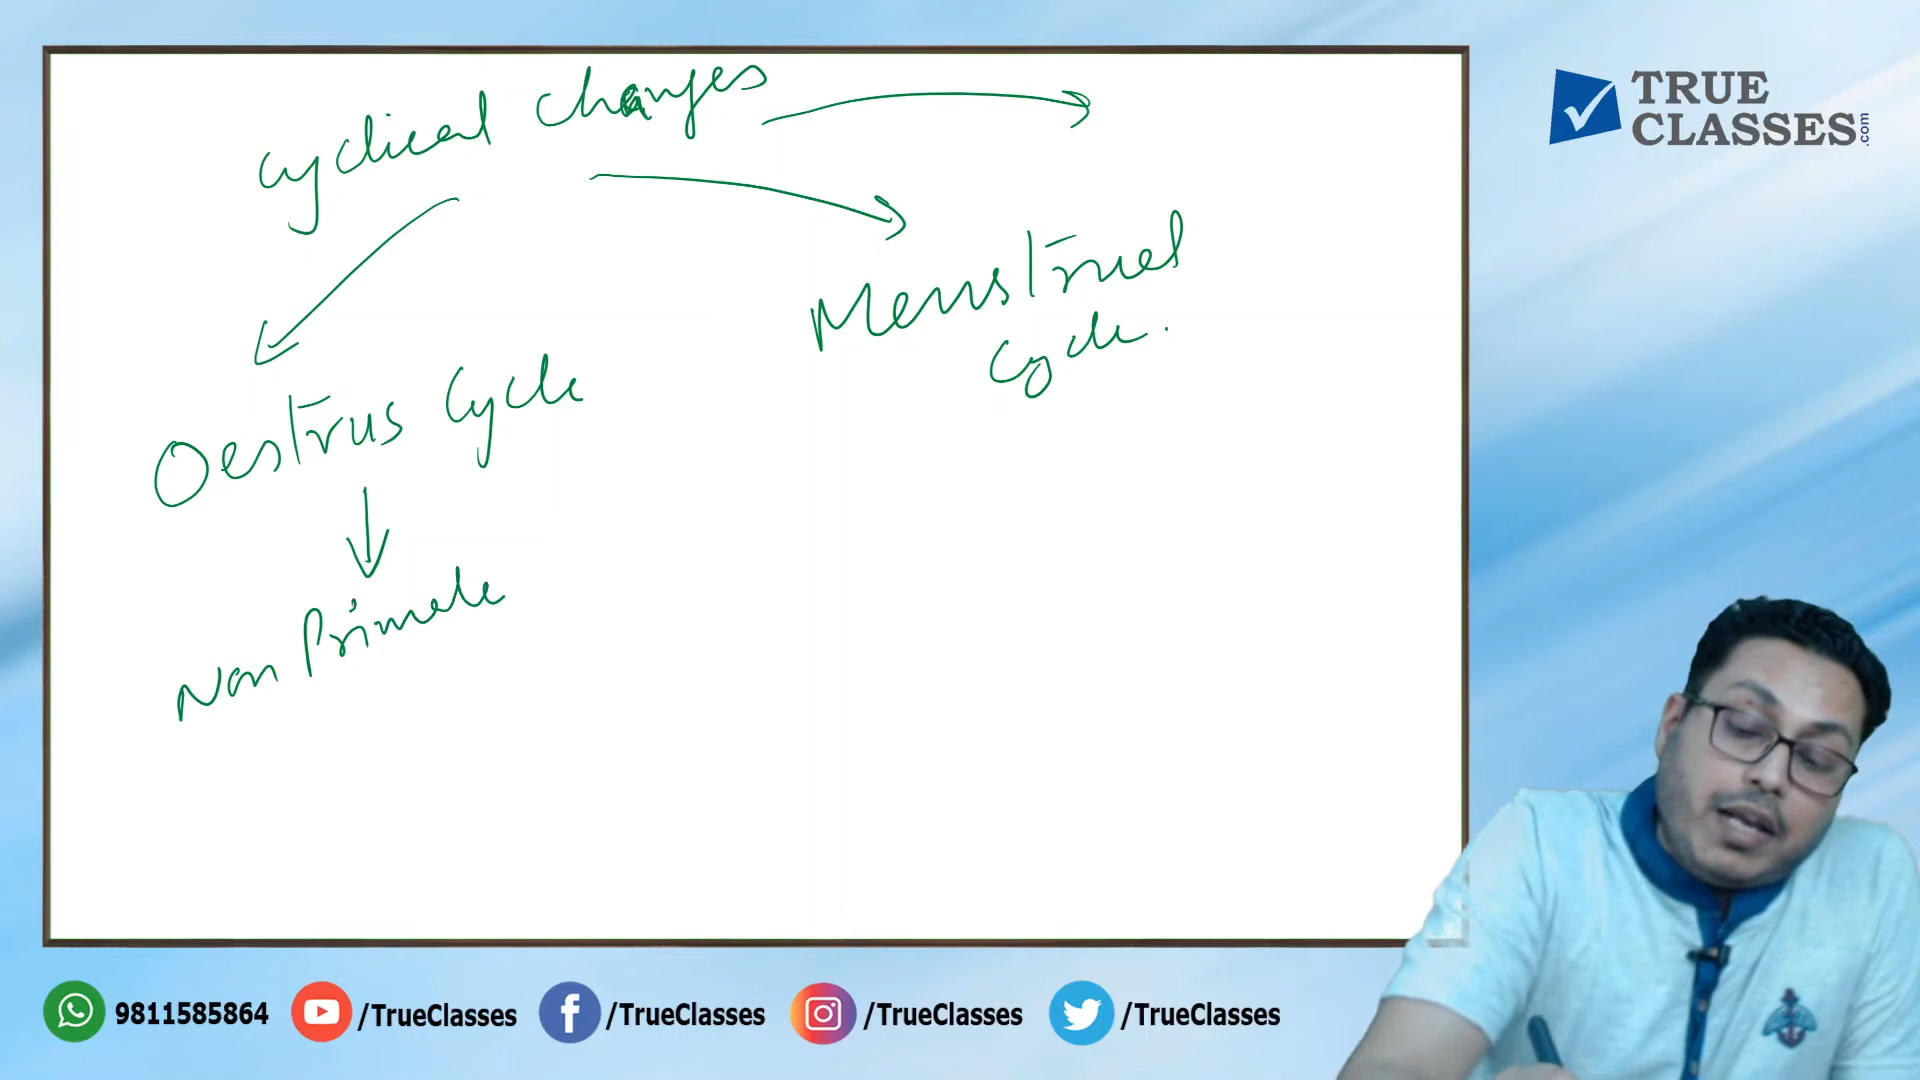 Cyclical Changes
Menstrual
Cycle.
Oestrus Cycle
Non Primate
TRUE
CLASSES.com
9811585864
/TrueClasses
/TrueClasses
/TrueClasses
/TrueClasses